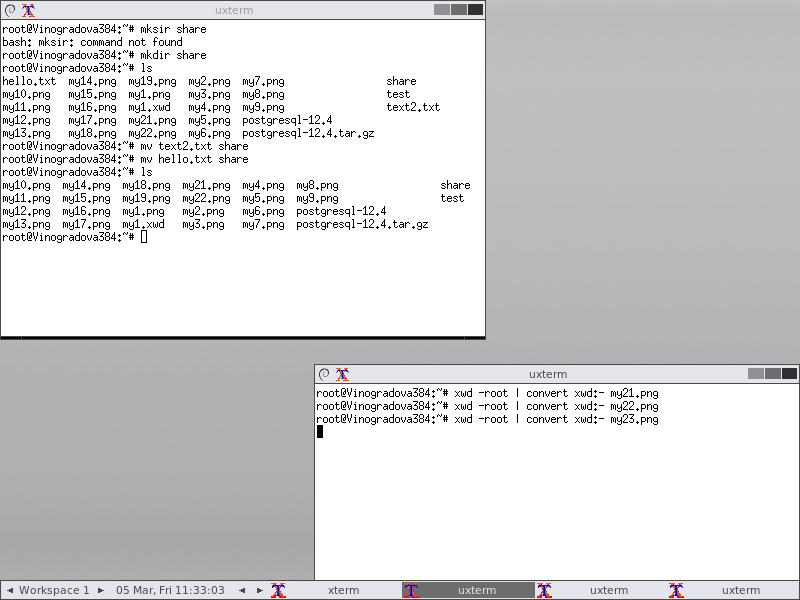 uxterm
root@Vinogradova384:~# mksir share
bash: mksir: command not found
root@Vinogradova384:~# mkdir share
root@Vinogradova384:~# ls
hello.txt my14.png my19.png my2.png my7.png share
my10.png my15.png my1.png my3.png my8.png test
my11.png my16.png my1.xwd my4.png my9.png text2.txt
my12.png my17.png my21.png my5.png postgresql-12.4
my13.png my18.png my22.png my6.png postgresql-12.4.tar.gz
root@Vinogradova384:~# mv text2.txt share
root@Vinogradova384:~# mv hello.txt share
root@Vinogradova384:~# ls
my10.png my14.png my18.png my21.png my4.png my8.png share
my11.png my15.png my19.png my22.png my5.png my9.png test
my12.png my16.png my1.png my2.png my6.png postgresql-12.4
my13.png my17.png my1.xwd my3.png my7.png postgresql-12.4.tar.gz
root@Vinogradova384:~#
uxterm
root@Vinogradova384:~# xwd -root | convert xwd:- my21.png
root@Vinogradova384:~# xwd -root | convert xwd:- my22.png
root@Vinogradova384:~# xwd -root | convert xwd:- my23.png
◄ Workspace 1 ► 05 Mar, Fri 11:33:03 ◄ ► xterm uxterm uxterm uxterm